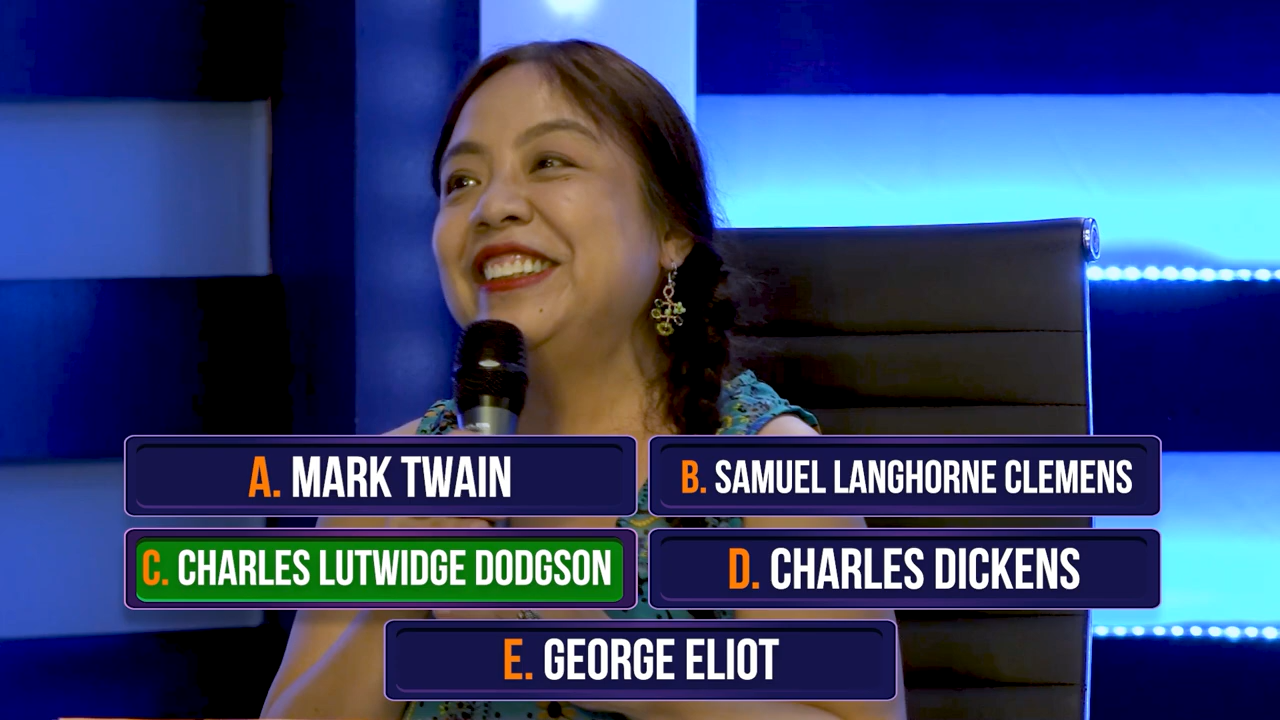 A. MARK TWAIN
B. SAMUEL LANGHORNE CLEMENS
C. CHARLES LUTWIDGE DODGSON
D. CHARLES DICKENS
E. GEORGE ELIOT